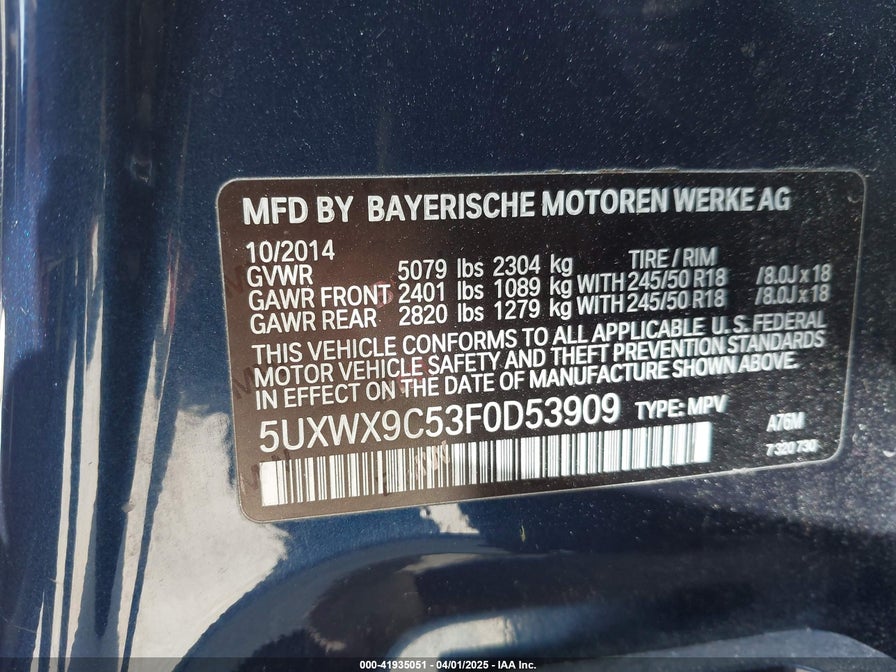 MFD BY BAYERISCHE MOTOREN WERKE AG
10/2014
GVWR 5079 lbs 2304 kg TIRE / RIM
GAWR FRONT 2401 lbs 1089 kg WITH 245/50 R18 /8.0J x 18
GAWR REAR 2820 lbs 1279 kg WITH 245/50 R18 /8.0J x 18
THIS VEHICLE CONFORMS TO ALL APPLICABLE U.S. FEDERAL
MOTOR VEHICLE SAFETY AND THEFT PREVENTION STANDARDS
IN EFFECT ON THE DATE OF MANUFACTURE SHOWN ABOVE.
5UXWX9C53F0D53909 TYPE: MPV
A76M
7320730
000-41935051 - 04/01/2025 - IAA Inc.